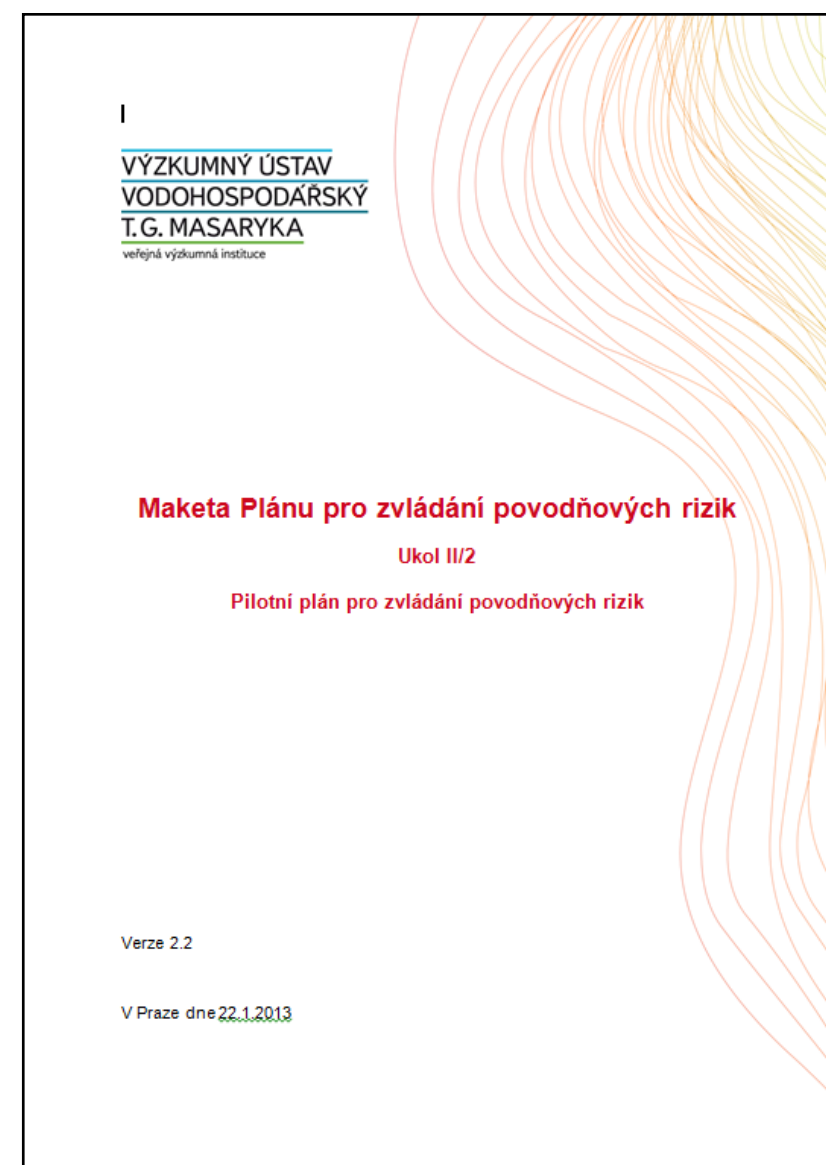 VÝZKUMNÝ ÚSTAV
VODOHOSPODÁŘSKÝ
T. G. MASARYKA
veřejná výzkumná instituce
Maketa Plánu pro zvládání povodňových rizik
Ukol II/2
Pilotní plán pro zvládání povodňových rizik
Verze 2.2
V Praze dne 22.1.2013